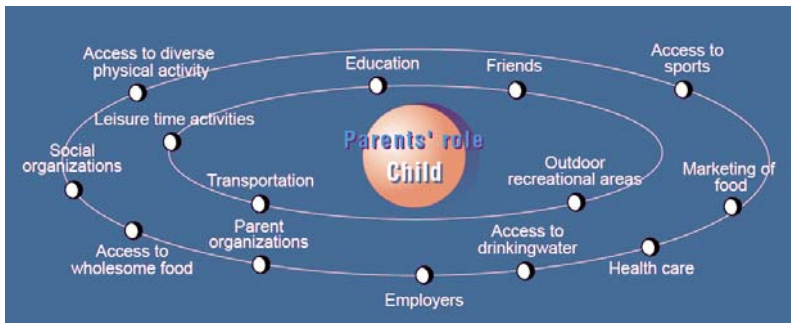 Access to diverse
physical activity
Education
Friends
Access to
sports
Leisure time activities
Parents' role
Child
Social
organizations
Transportation
Outdoor
recreational areas
Marketing of
food
Access to
wholesome food
Parent
organizations
Access to
drinkingwater
Health care
Employers